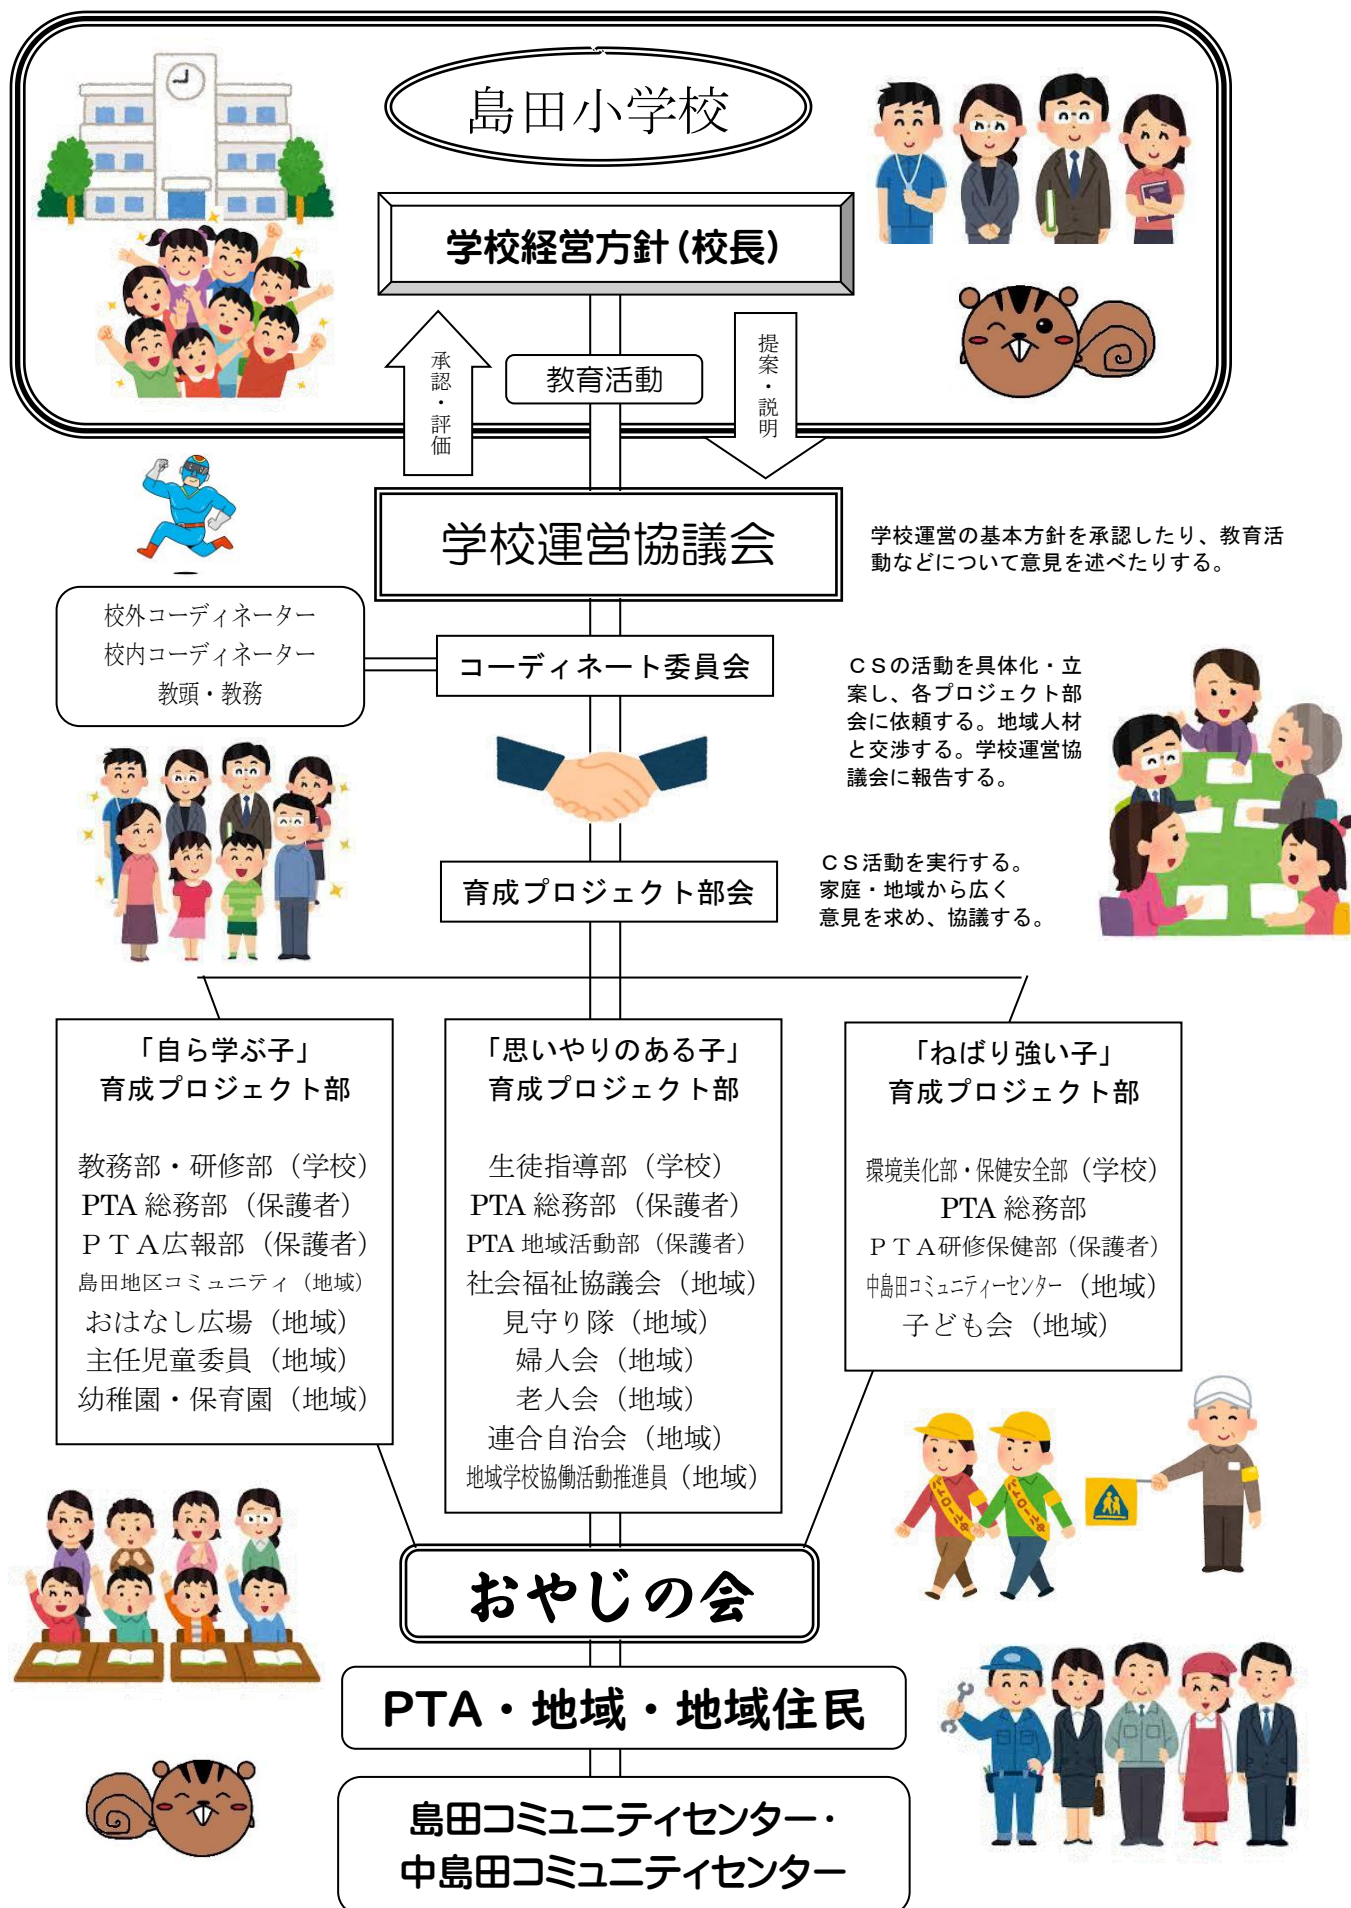 島田小学校
学校経営方針(校長)
承認・評価
教育活動
提案・説明
学校運営協議会
学校運営の基本方針を承認したり、教育活
動などについて意見を述べたりする。
校外コーディネーター
校内コーディネーター
教頭・教務
コーディネート委員会
ＣＳの活動を具体化・立
案し、各プロジェクト部
会に依頼する。地域人材
と交渉する。学校運営協
議会に報告する。
育成プロジェクト部会
ＣＳ活動を実行する。
家庭・地域から広く
意見を求め、協議する。
「自ら学ぶ子」
育成プロジェクト部
教務部・研修部（学校）
PTA 総務部（保護者）
ＰＴＡ広報部（保護者）
島田地区コミュニティ（地域）
おはなし広場（地域）
主任児童委員（地域）
幼稚園・保育園（地域）
「思いやりのある子」
育成プロジェクト部
生徒指導部（学校）
PTA 総務部（保護者）
PTA 地域活動部（保護者）
社会福祉協議会（地域）
見守り隊（地域）
婦人会（地域）
老人会（地域）
連合自治会（地域）
地域学校協働活動推進員（地域）
「ねばり強い子」
育成プロジェクト部
環境美化部・保健安全部（学校）
PTA 総務部
ＰＴＡ研修保健部（保護者）
中島田コミュニティーセンター（地域）
子ども会（地域）
パトロール中
パトロール中
おやじの会
PTA・地域・地域住民
島田コミュニティセンター・
中島田コミュニティセンター